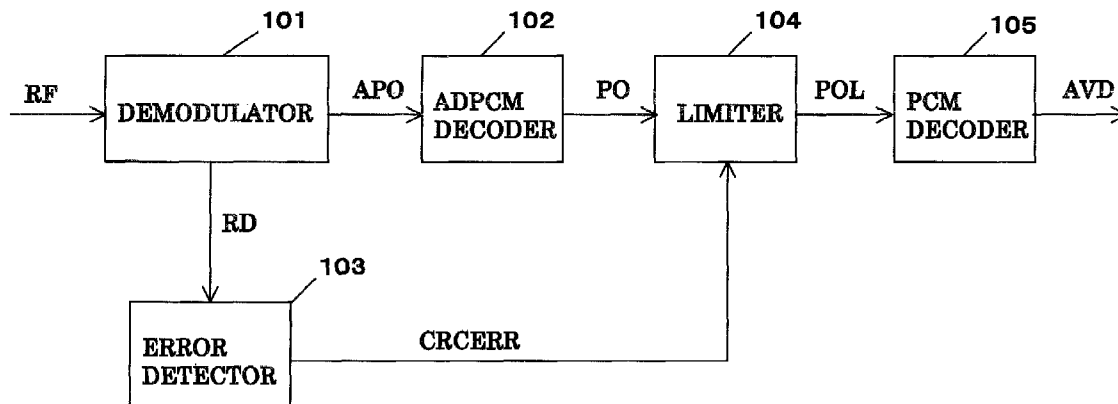 101
102
104
105
RF
DEMODULATOR
APO
ADPCM
DECODER
PO
LIMITER
POL
PCM
DECODER
AVD
RD
103
ERROR
DETECTOR
CRCERR